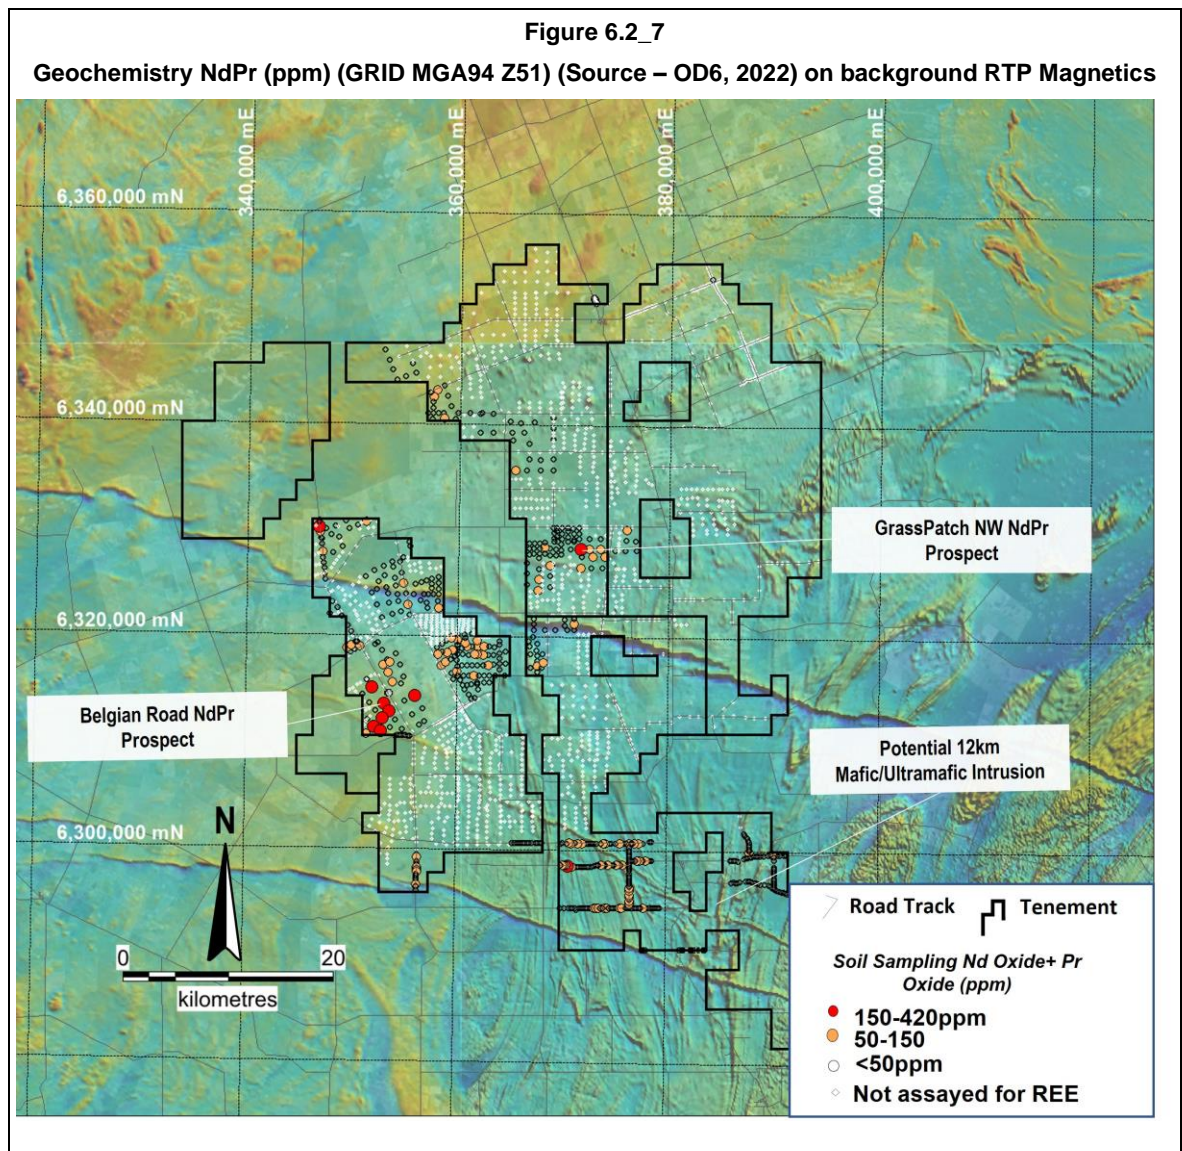 Figure 6.2_7
Geochemistry NdPr (ppm) (GRID MGA94 Z51) (Source – OD6, 2022) on background RTP Magnetics
340,000 mE
360,000 mE
380,000 mE
400,000 mE
6,360,000 mN
6,340,000 mN
GrassPatch NW NdPr
Prospect
6,320,000 mN
Belgian Road NdPr
Prospect
Potential 12km
Mafic/Ultramafic Intrusion
6,300,000 mN
N
0 20
kilometres
Road Track Tenement
Soil Sampling Nd Oxide+ Pr
Oxide (ppm)
150-420ppm
50-150
<50ppm
Not assayed for REE